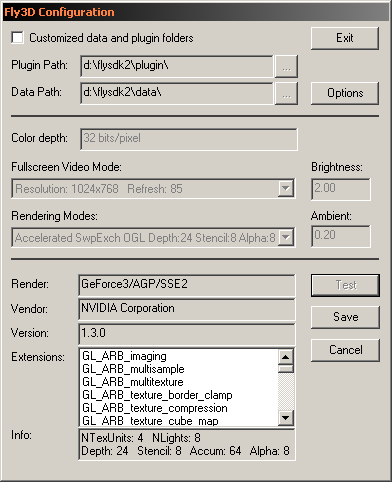 Fly3D Configuration
Customized data and plugin folders
Exit
Plugin Path: d:\flysdk2\plugin\ ...
Data Path: d:\flysdk2\data\ ... Options
Color depth: 32 bits/pixel
Fullscreen Video Mode: Brightness:
Resolution: 1024x768 Refresh: 85 2.00
Rendering Modes: Ambient:
Accelerated SwpExch OGL Depth:24 Stencil:8 Alpha:8 0.20
Render: GeForce3/AGP/SSE2 Test
Vendor: NVIDIA Corporation Save
Version: 1.3.0
Extensions: GL_ARB_imaging Cancel
GL_ARB_multisample
GL_ARB_multitexture
GL_ARB_texture_border_clamp
GL_ARB_texture_compression
GL_ARB_texture_cube_map
Info: NTexUnits: 4 NLights: 8
Depth: 24 Stencil: 8 Accum: 64 Alpha: 8